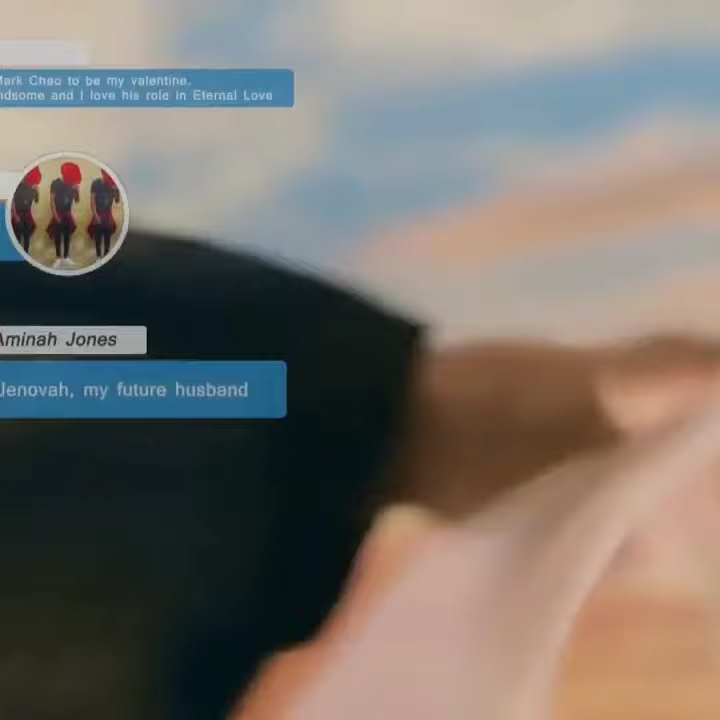 Mark Chao to be my valentine.
and I love his role in Eternal Love
Aminah Jones
Jenovah, my future husband